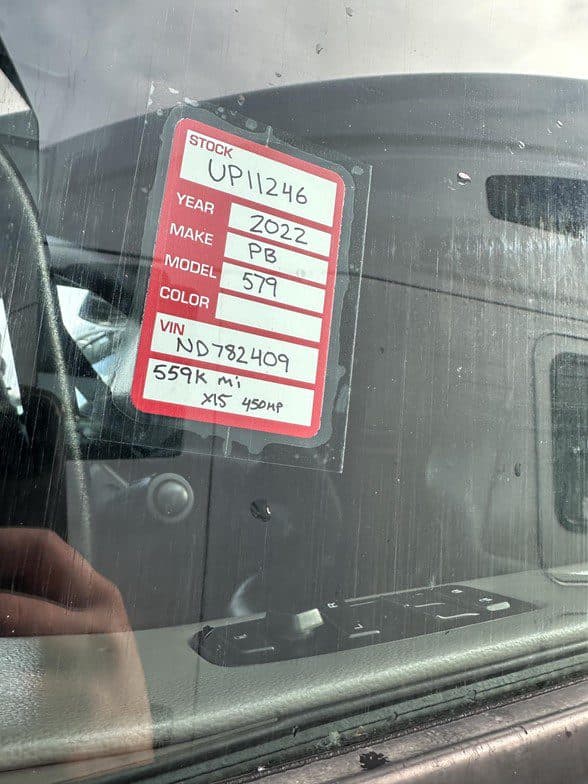 STOCK
UP11246
YEAR 2022
MAKE PB
MODEL 579
COLOR
VIN
ND782409
559K mi
X15 450HP